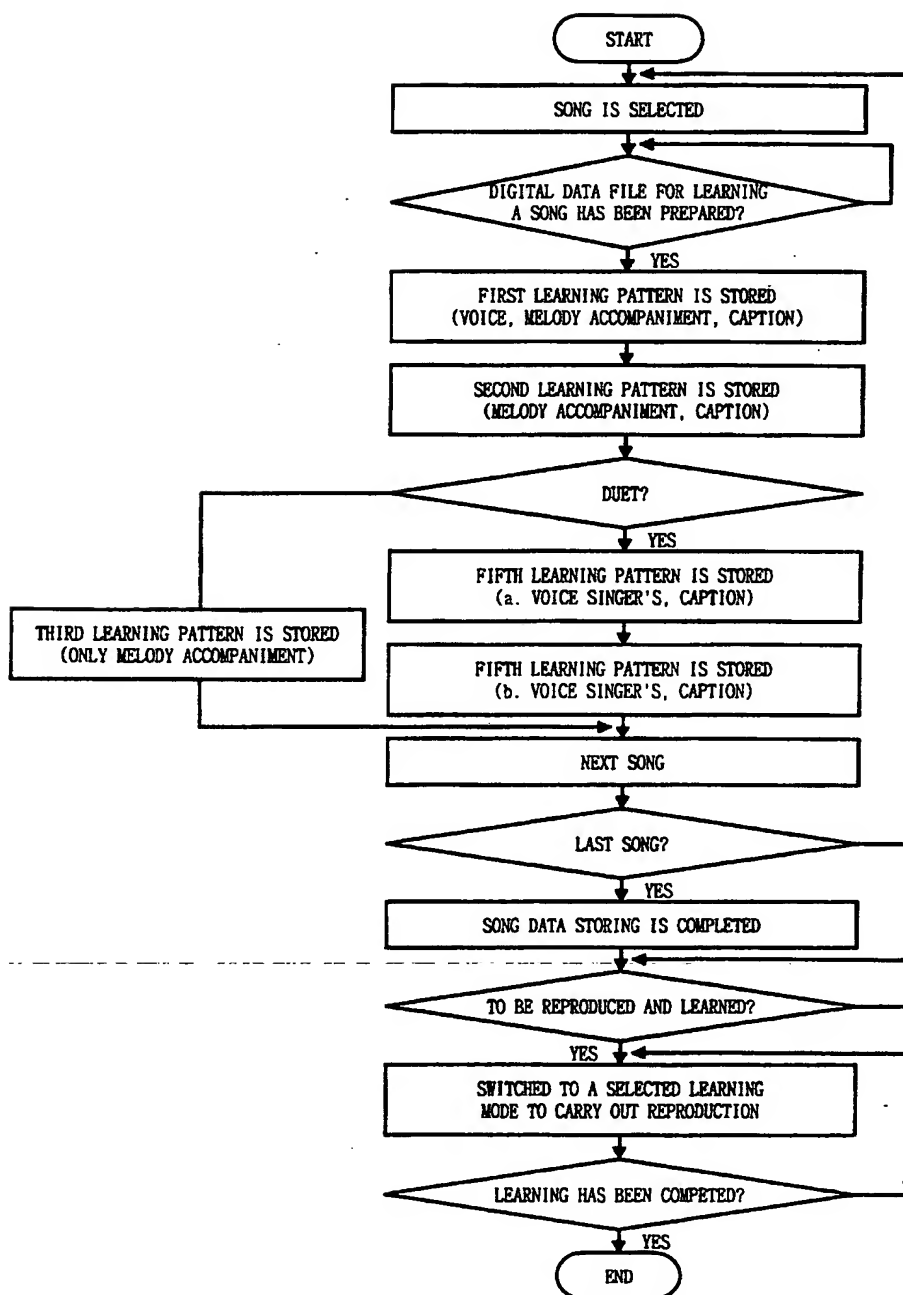 START
SONG IS SELECTED
DIGITAL DATA FILE FOR LEARNING
A SONG HAS BEEN PREPARED?
YES
FIRST LEARNING PATTERN IS STORED
(VOICE, MELODY ACCOMPANIMENT, CAPTION)
SECOND LEARNING PATTERN IS STORED
(MELODY ACCOMPANIMENT, CAPTION)
DUET?
YES
FIFTH LEARNING PATTERN IS STORED
(a. VOICE SINGER'S, CAPTION)
THIRD LEARNING PATTERN IS STORED
(ONLY MELODY ACCOMPANIMENT)
FIFTH LEARNING PATTERN IS STORED
(b. VOICE SINGER'S, CAPTION)
NEXT SONG
LAST SONG?
YES
SONG DATA STORING IS COMPLETED
TO BE REPRODUCED AND LEARNED?
YES
SWITCHED TO A SELECTED LEARNING
MODE TO CARRY OUT REPRODUCTION
LEARNING HAS BEEN COMPETED?
YES
END